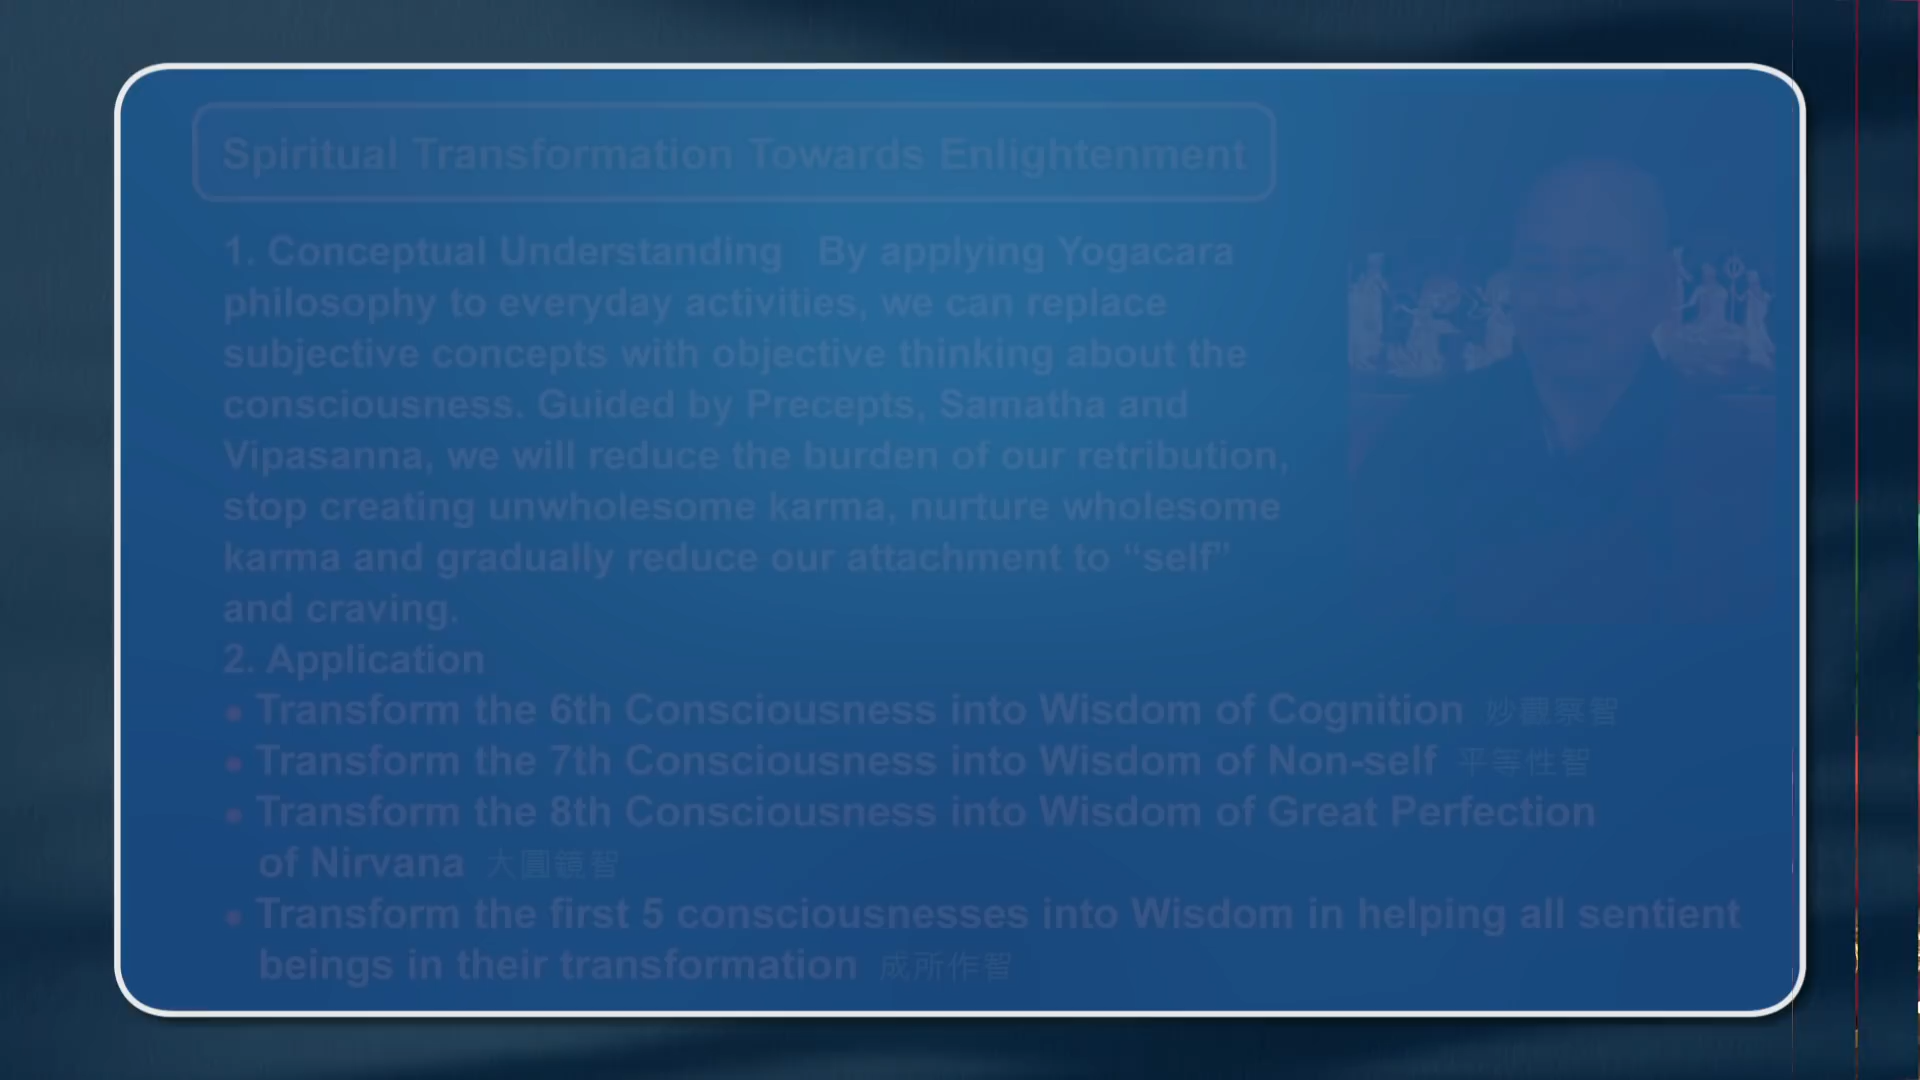 Spiritual Transformation Towards Enlightenment
1. Conceptual Understanding By applying Yogacara
philosophy to everyday activities, we can replace
subjective concepts with objective thinking about the
consciousness. Guided by Precepts, Samatha and
Vipasanna, we will reduce the burden of our retribution,
stop creating unwholesome karma, nurture wholesome
karma and gradually reduce our attachment to “self”
and craving.
2. Application
• Transform the 6th Consciousness into Wisdom of Cognition 妙觀察智
• Transform the 7th Consciousness into Wisdom of Non-self 平等性智
• Transform the 8th Consciousness into Wisdom of Great Perfection
of Nirvana 大圓鏡智
• Transform the first 5 consciousnesses into Wisdom in helping all sentient
beings in their transformation 成所作智